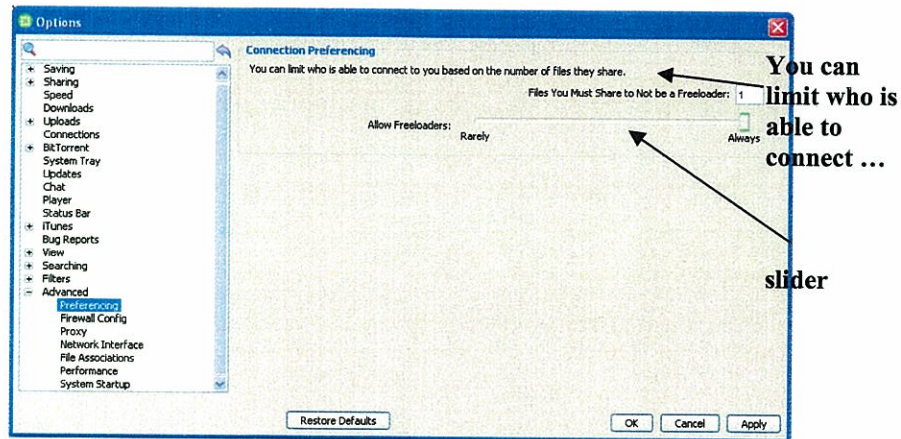 Options
Saving
Sharing
Speed
Downloads
Uploads
Connections
BitTorrent
System Tray
Updates
Chat
Player
Status Bar
iTunes
Bug Reports
View
Searching
Filters
Advanced
Preferencing
Firewall Config
Proxy
Network Interface
File Associations
Performance
System Startup
Connection Preferencing
You can limit who is able to connect to you based on the number of files they share.
Files You Must Share to Not be a Freeloader: 1
Allow Freeloaders:
Rarely Always
Restore Defaults OK Cancel Apply
You can
limit who is
able to
connect ...
slider